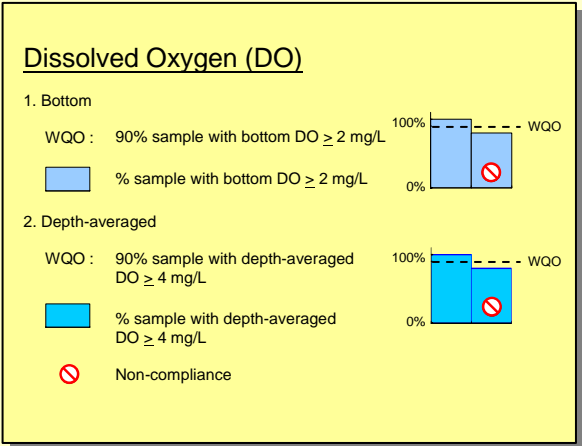 Dissolved Oxygen (DO)
1. Bottom
WQO : 90% sample with bottom DO ≥ 2 mg/L
% sample with bottom DO ≥ 2 mg/L
100%
WQO
0%
2. Depth-averaged
WQO : 90% sample with depth-averaged
DO ≥ 4 mg/L
% sample with depth-averaged
DO ≥ 4 mg/L
100%
WQO
0%
Non-compliance